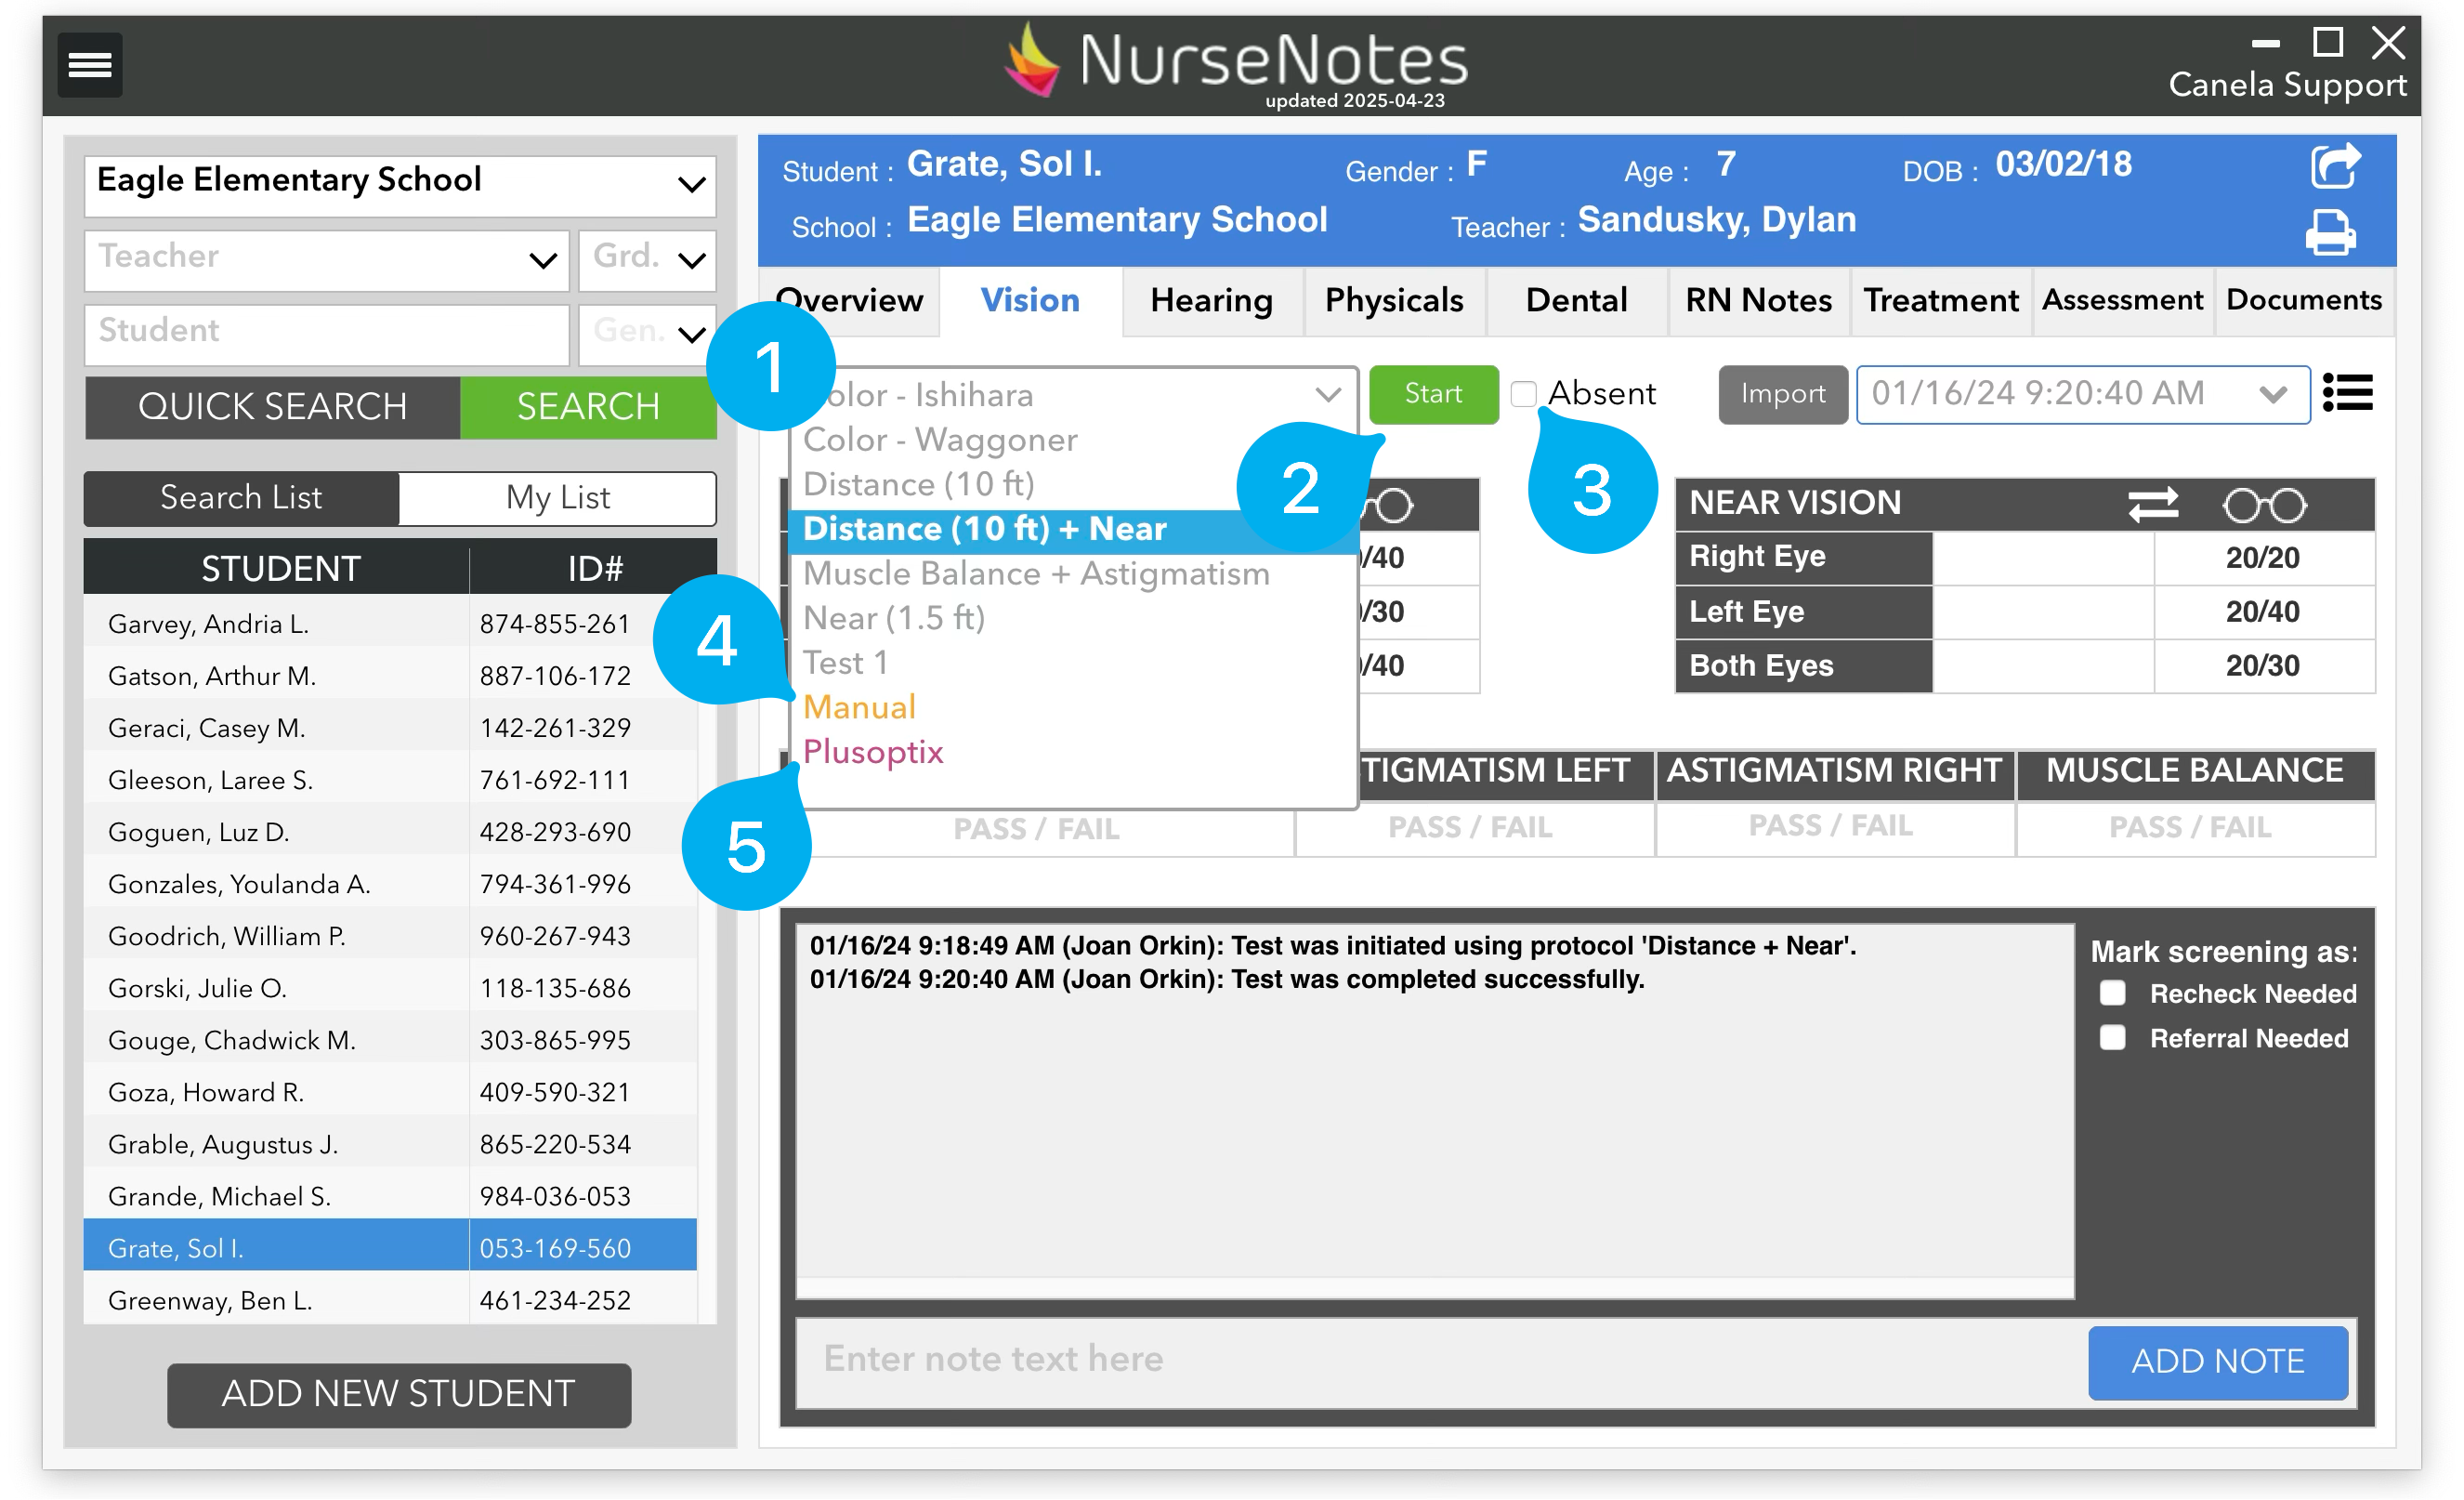 NurseNotes
updated 2025-04-23
Canela Support
Eagle Elementary School
Teacher
Grd.
Student
Gen.
QUICK SEARCH
SEARCH
Search List
My List
STUDENT ID#
Garvey, Andria L. 874-855-261
Gatson, Arthur M. 887-106-172
Geraci, Casey M. 142-261-329
Gleeson, Laree S. 761-692-111
Goguen, Luz D. 428-293-690
Gonzales, Youlanda A. 794-361-996
Goodrich, William P. 960-267-943
Gorski, Julie O. 118-135-686
Gouge, Chadwick M. 303-865-995
Goza, Howard R. 409-590-321
Grable, Augustus J. 865-220-534
Grande, Michael S. 984-036-053
Grate, Sol I. 053-169-560
Greenway, Ben L. 461-234-252
ADD NEW STUDENT
Student : Grate, Sol I. Gender : F Age : 7 DOB : 03/02/18
School : Eagle Elementary School Teacher : Sandusky, Dylan
Overview Vision Hearing Physicals Dental RN Notes Treatment Assessment Documents
1
olor - Ishihara
Color - Waggoner
Distance (10 ft)
Distance (10 ft) + Near
Muscle Balance + Astigmatism
Near (1.5 ft)
Test 1
Manual
Plusoptix
Start
Absent
Import
01/16/24 9:20:40 AM
2
3
4
5
/40
/30
/40
NEAR VISION
Right Eye 20/20
Left Eye 20/40
Both Eyes 20/30
TIGMATISM LEFT ASTIGMATISM RIGHT MUSCLE BALANCE
PASS / FAIL PASS / FAIL PASS / FAIL PASS / FAIL
01/16/24 9:18:49 AM (Joan Orkin): Test was initiated using protocol 'Distance + Near'.
01/16/24 9:20:40 AM (Joan Orkin): Test was completed successfully.
Mark screening as:
Recheck Needed
Referral Needed
Enter note text here
ADD NOTE